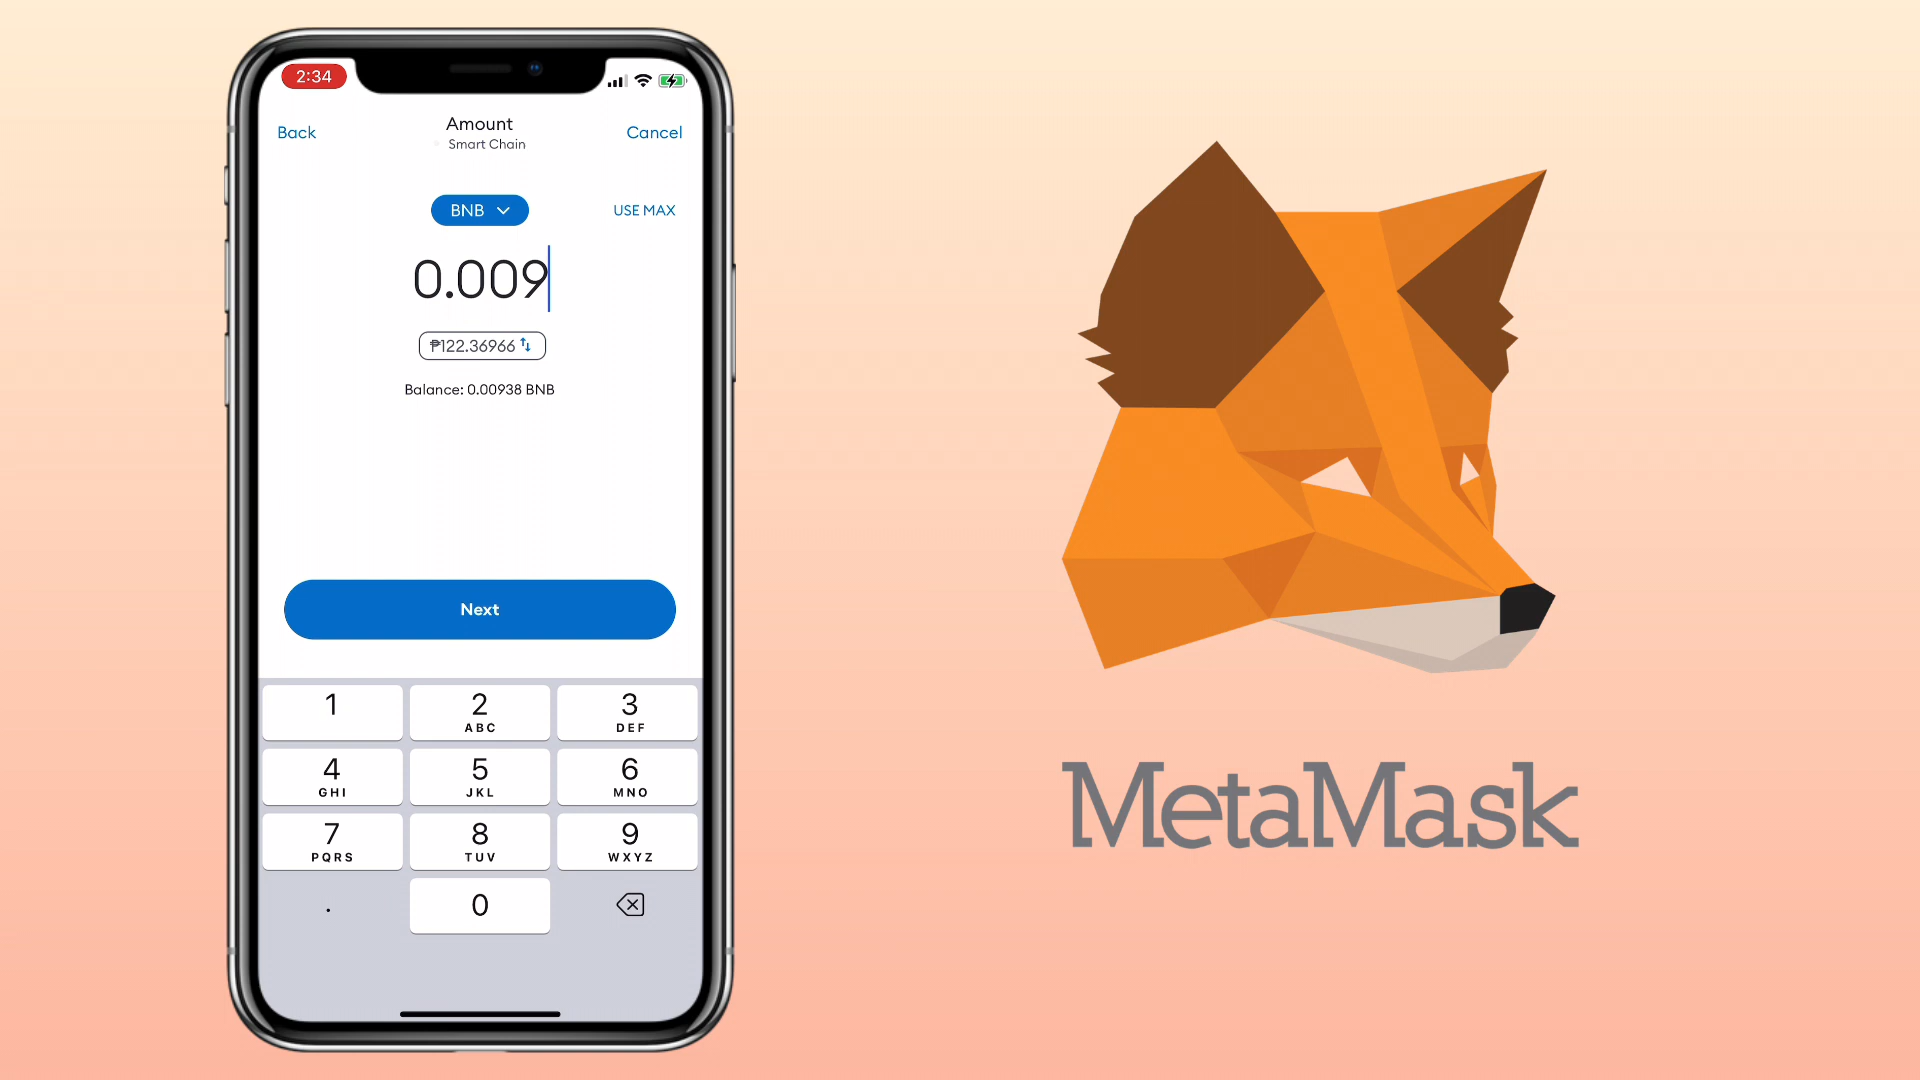 2:34
Back
Amount
Cancel
Smart Chain
BNB
USE MAX
0.009
₱122.36966
Balance: 0.00938 BNB
Next
1
2
ABC
3
DEF
4
GHI
5
JKL
6
MNO
7
PQRS
8
TUV
9
WXYZ
.
0
MetaMask